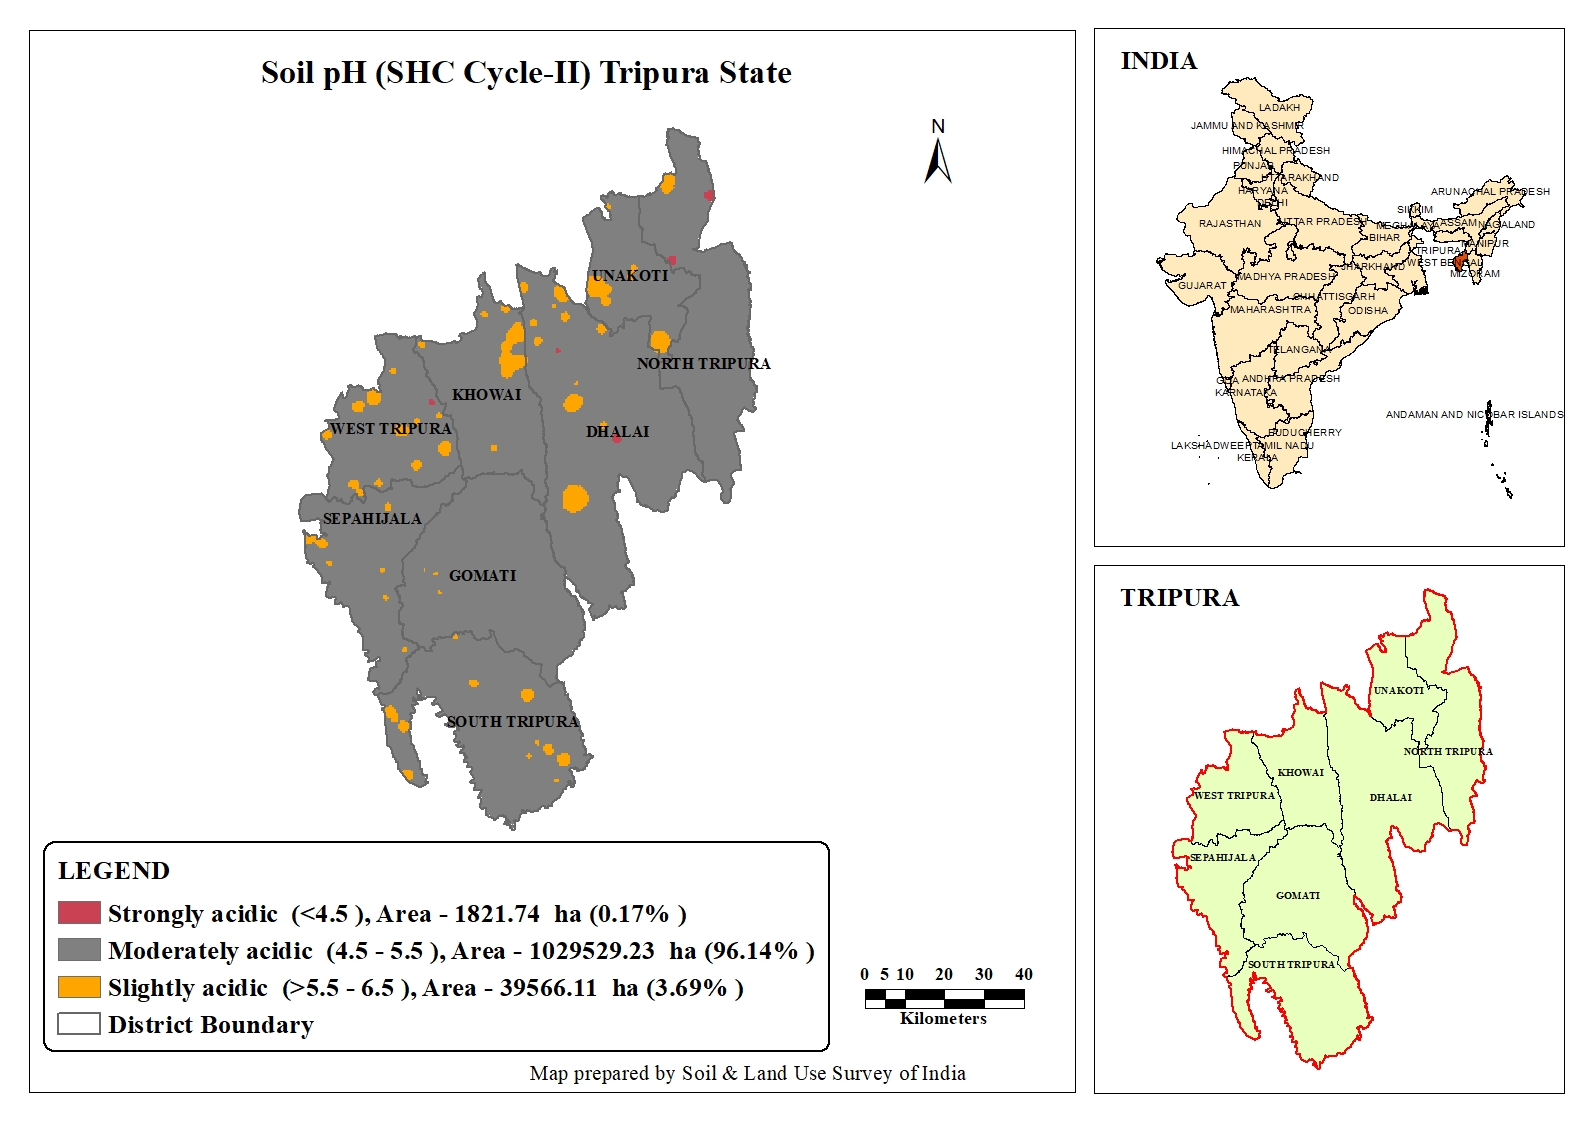 Soil pH (SHC Cycle-II) Tripura State
N
UNAKOTI
NORTH TRIPURA
KHOWAI
WEST TRIPURA
DHALAI
SEPAHIJALA
GOMATI
SOUTH TRIPURA
LEGEND
Strongly acidic (<4.5 ), Area - 1821.74 ha (0.17% )
Moderately acidic (4.5 - 5.5 ), Area - 1029529.23 ha (96.14% )
Slightly acidic (>5.5 - 6.5 ), Area - 39566.11 ha (3.69% )
District Boundary
0 5 10 20 30 40
Kilometers
Map prepared by Soil & Land Use Survey of India
INDIA
LADAKH
JAMMU AND KASHMIR
HIMACHAL PRADESH
PUNJAB
UTTARAKHAND
HARYANA
DELHI
ARUNACHAL PRADESH
SIKKIM
RAJASTHAN
UTTAR PRADESH
MEGHALAYA
ASSAM
NAGALAND
BIHAR
MANIPUR
TRIPURA
WEST BENGAL
JHARKHAND
MIZORAM
MADHYA PRADESH
GUJARAT
CHHATTISGARH
MAHARASHTRA
ODISHA
TELANGANA
GOA
ANDHRA PRADESH
KARNATAKA
ANDAMAN AND NICOBAR ISLANDS
PUDUCHERRY
LAKSHADWEEP
TAMIL NADU
KERALA
TRIPURA
UNAKOTI
NORTH TRIPURA
KHOWAI
WEST TRIPURA
DHALAI
SEPAHIJALA
GOMATI
SOUTH TRIPURA